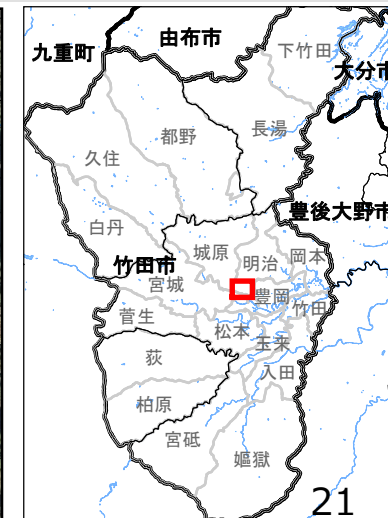 由布市
九重町
下竹田
大分市
都野
長湯
久住
豊後大野市
白丹
城原
明治
岡本
竹田市
宮城
豊岡
竹田
菅生
松本
玉来
荻
入田
柏原
宮砥
嫗獄
21